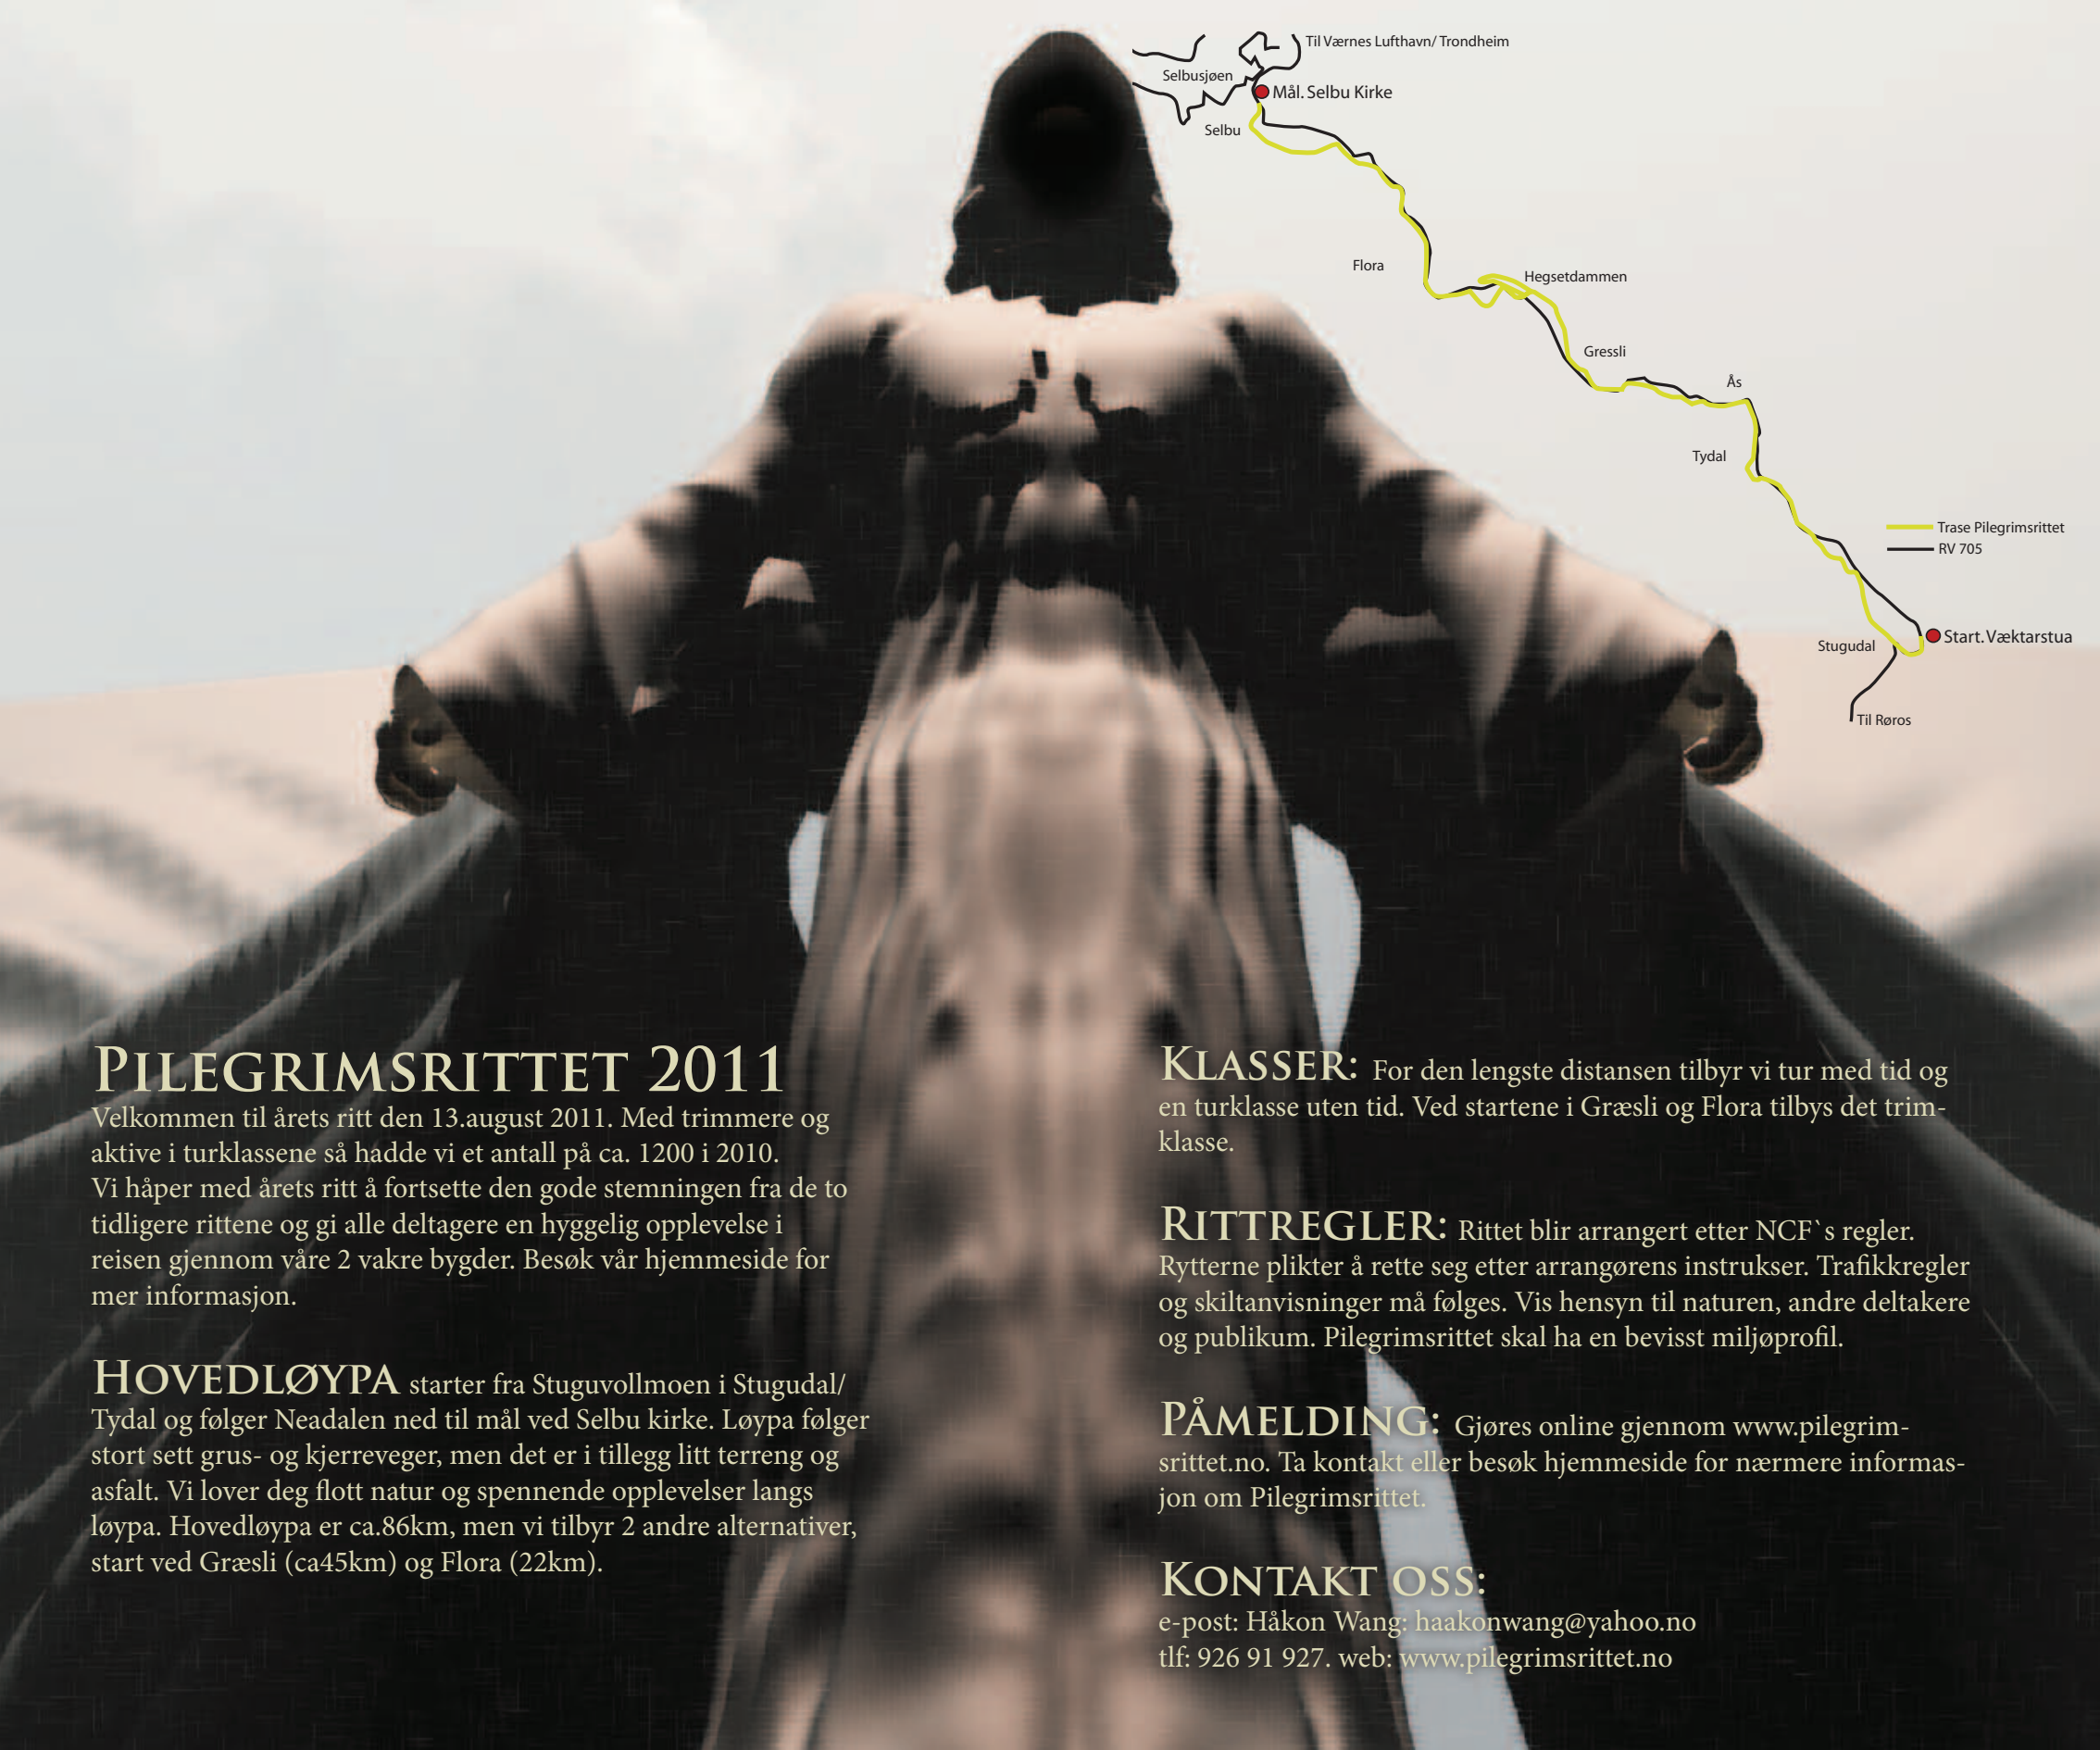 Til Værnes Lufthavn/ Trondheim
Selbusjøen
Mål. Selbu Kirke
Selbu
Flora
Hegsetdammen
Gressli
Ås
Tydal
Trase Pilegrimsrittet
RV 705
Start. Væktarstua
Stugudal
Til Røros
Pilegrimsrittet 2011
Velkommen til årets ritt den 13.august 2011. Med trimmere og
aktive i turklassene så hadde vi et antall på ca. 1200 i 2010.
Vi håper med årets ritt å fortsette den gode stemningen fra de to
tidligere rittene og gi alle deltagere en hyggelig opplevelse i
reisen gjennom våre 2 vakre bygder. Besøk vår hjemmeside for
mer informasjon.
Hovedløypa starter fra Stuguvollmoen i Stugudal/
Tydal og følger Neadalen ned til mål ved Selbu kirke. Løypa følger
stort sett grus- og kjerreveger, men det er i tillegg litt terreng og
asfalt. Vi lover deg flott natur og spennende opplevelser langs
løypa. Hovedløypa er ca.86km, men vi tilbyr 2 andre alternativer,
start ved Græsli (ca45km) og Flora (22km).
Klasser: For den lengste distansen tilbyr vi tur med tid og
en turklasse uten tid. Ved startene i Græsli og Flora tilbys det trim-
klasse.
Rittregler: Rittet blir arrangert etter NCF`s regler.
Rytterne plikter å rette seg etter arrangørens instrukser. Trafikkregler
og skiltanvisninger må følges. Vis hensyn til naturen, andre deltakere
og publikum. Pilegrimsrittet skal ha en bevisst miljøprofil.
Påmelding: Gjøres online gjennom www.pilegrim-
srittet.no. Ta kontakt eller besøk hjemmeside for nærmere informas-
jon om Pilegrimsrittet.
Kontakt oss:
e-post: Håkon Wang: haakonwang@yahoo.no
tlf: 926 91 927. web: www.pilegrimsrittet.no